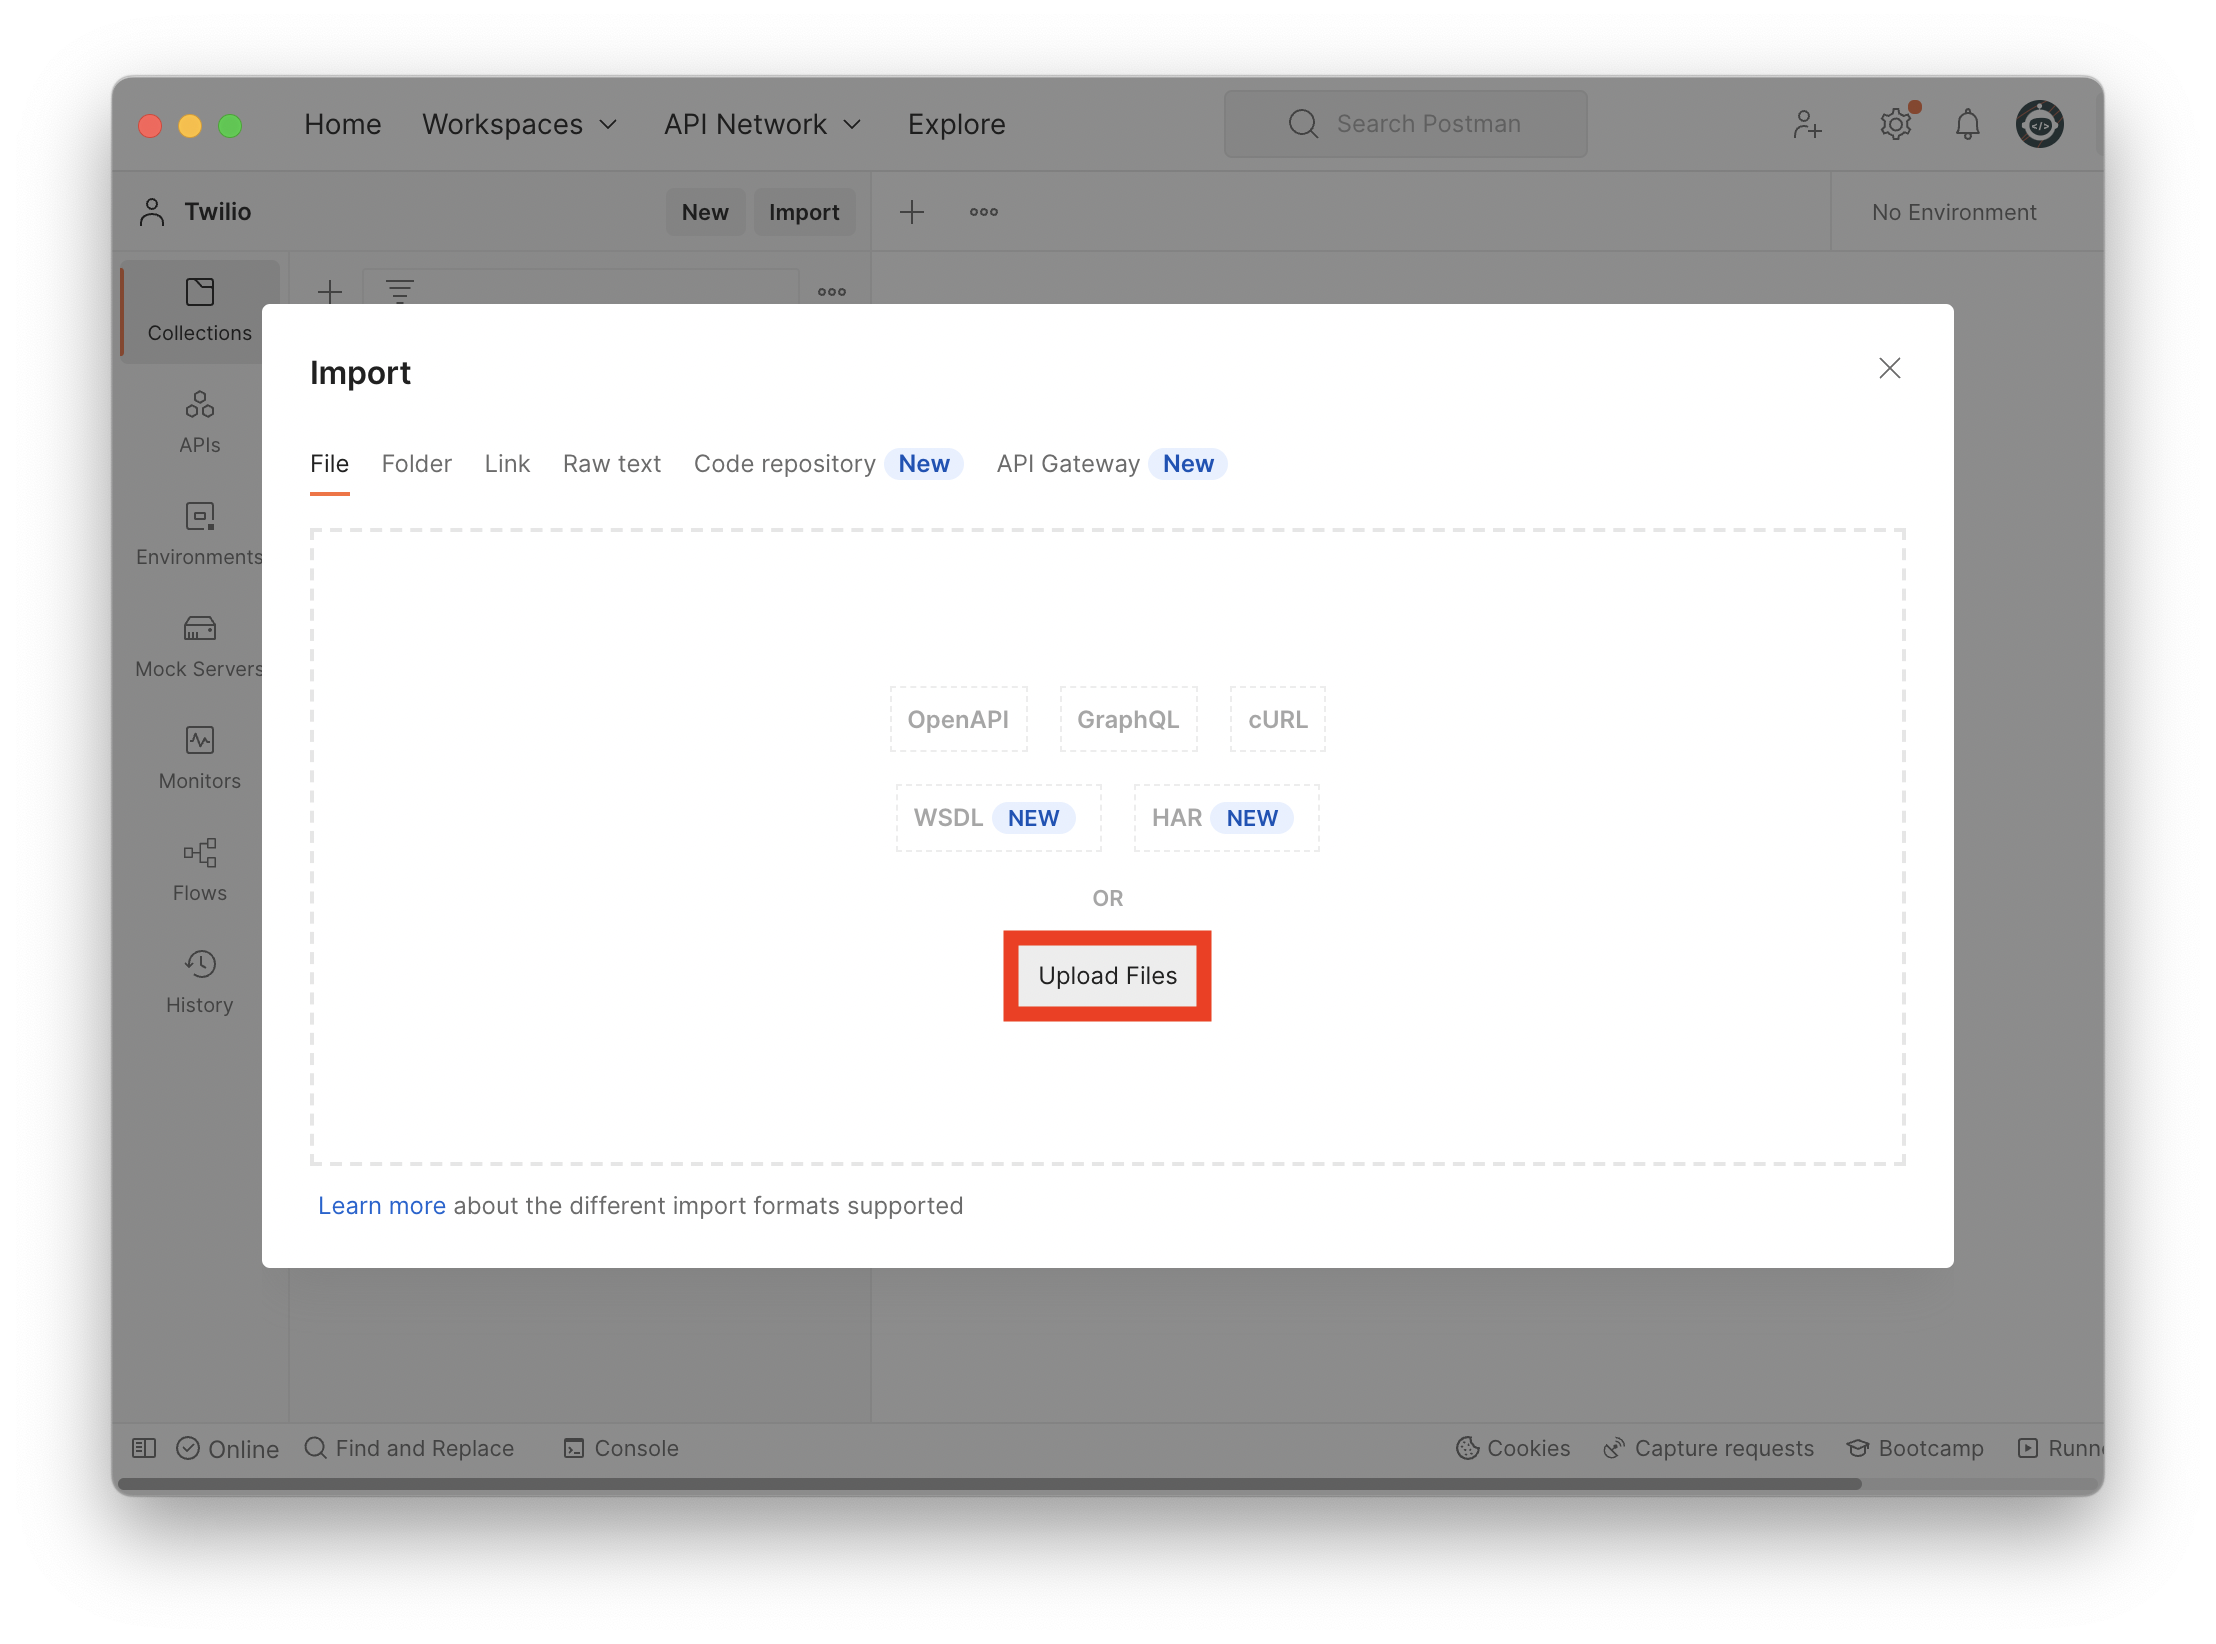 Home Workspaces API Network Explore Search Postman
Twilio New Import No Environment
Collections
APIs
Environments
Mock Servers
Monitors
Flows
History
Import
File Folder Link Raw text Code repository New API Gateway New
OpenAPI GraphQL cURL
WSDL NEW HAR NEW
OR
Upload Files
Learn more about the different import formats supported
Online Find and Replace Console Cookies Capture requests Bootcamp Runn